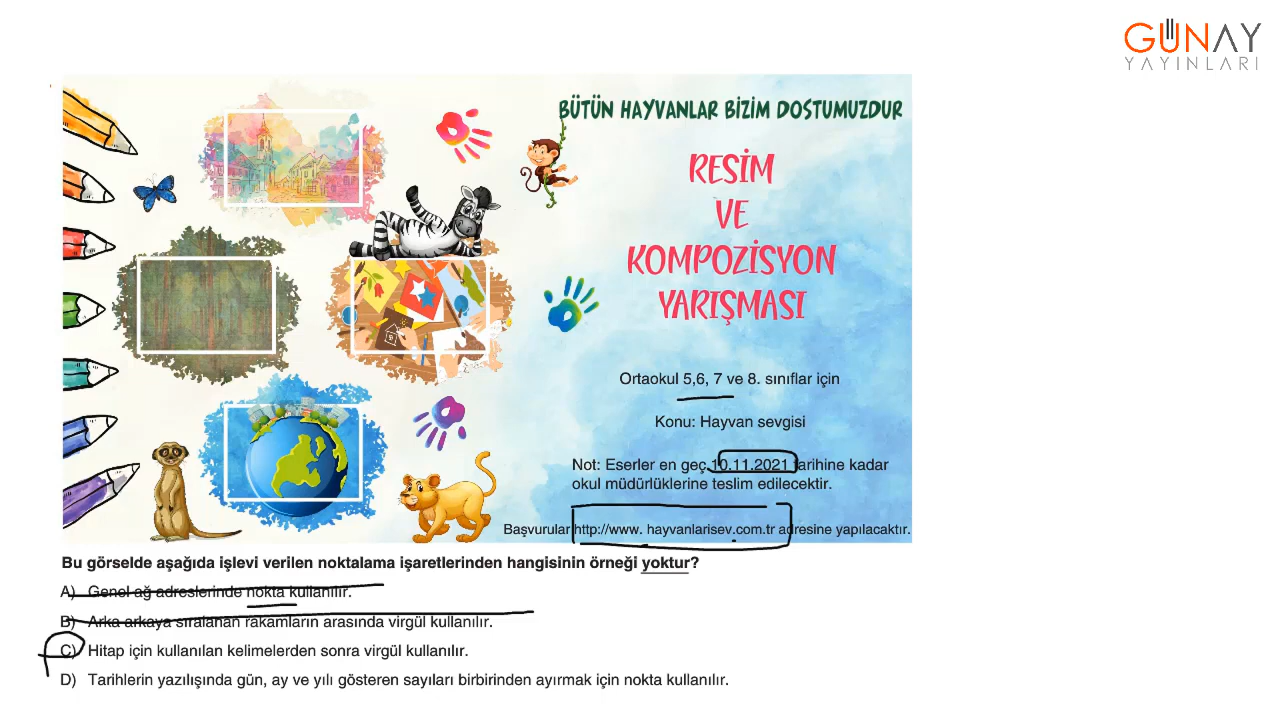 GÜNAY
YAYINLARI
BÜTÜN HAYVANLAR BİZİM DOSTUMUZDUR
RESİM
VE
KOMPOZİSYON
YARIŞMASI
Ortaokul 5,6, 7 ve 8. sınıflar için
Konu: Hayvan sevgisi
Not: Eserler en geç 10.11.2021 tarihine kadar
okul müdürlüklerine teslim edilecektir.
Başvurular http://www. hayvanlarisev.com.tr adresine yapılacaktır.
Bu görselde aşağıda işlevi verilen noktalama işaretlerinden hangisinin örneği yoktur?
A) Genel ağ adreslerinde nokta kullanılır.
B) Arka arkaya sıralanan rakamların arasında virgül kullanılır.
C) Hitap için kullanılan kelimelerden sonra virgül kullanılır.
D) Tarihlerin yazılışında gün, ay ve yılı gösteren sayıları birbirinden ayırmak için nokta kullanılır.